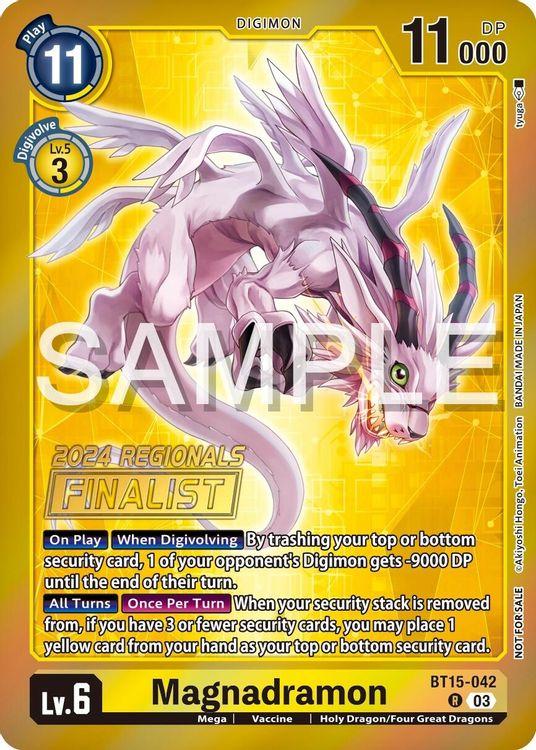 Play
DIGIMON
DP
11
11 000
Digivolve
Lv.5
3
tyuga
SAMPLE
©Akiyoshi Hongo, Toei Animation BANDAI MADE IN JAPAN
NOT FOR SALE
2024 REGIONALS
FINALIST
On Play When Digivolving By trashing your top or bottom
security card, 1 of your opponent's Digimon gets -9000 DP
until the end of their turn.
All Turns Once Per Turn When your security stack is removed
from, if you have 3 or fewer security cards, you may place 1
yellow card from your hand as your top or bottom security card.
Lv.6
Magnadramon
BT15-042
R 03
Mega | Vaccine | Holy Dragon/Four Great Dragons